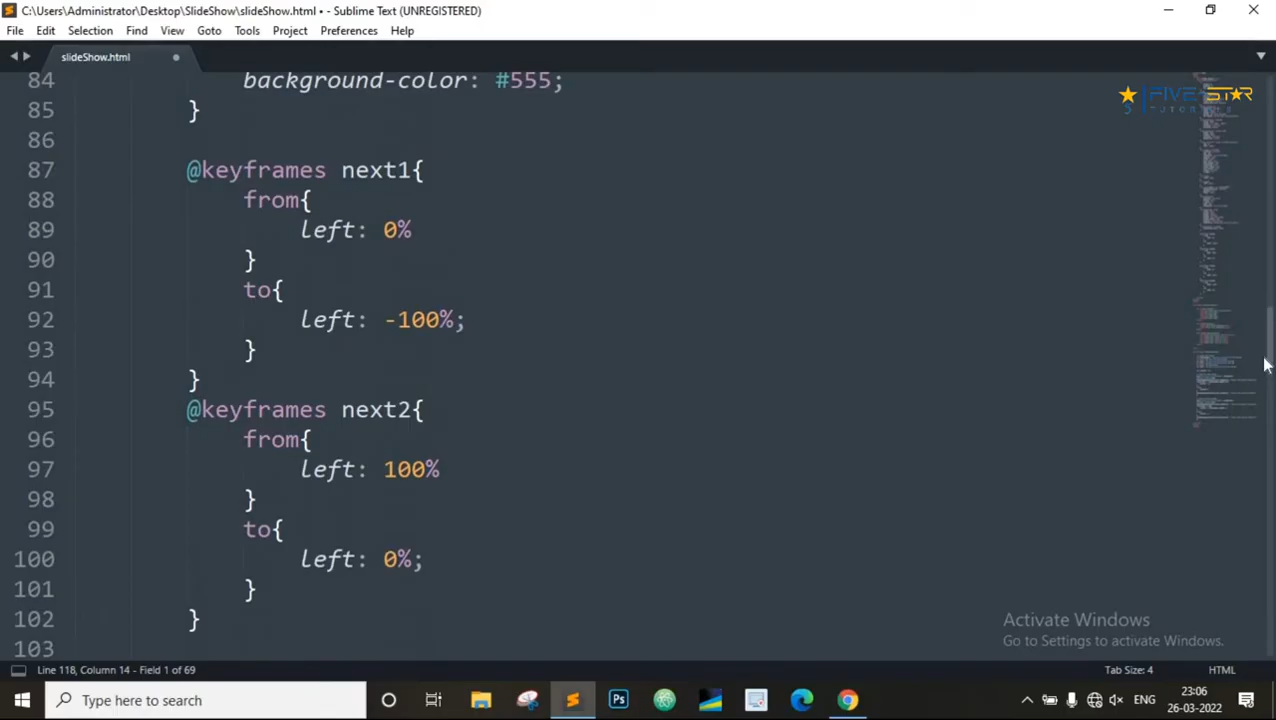 C:\Users\Administrator\Desktop\SlideShow\slideShow.html • - Sublime Text (UNREGISTERED)
File Edit Selection Find View Goto Tools Project Preferences Help
slideShow.html
84 background-color: #555;
85 }
86
87 @keyframes next1{
88 from{
89 left: 0%
90 }
91 to{
92 left: -100%;
93 }
94 }
95 @keyframes next2{
96 from{
97 left: 100%
98 }
99 to{
100 left: 0%;
101 }
102 }
103
FIVE STAR
TUTORIALS
Activate Windows
Go to Settings to activate Windows.
Line 118, Column 14 - Field 1 of 69 Tab Size: 4 HTML
Type here to search
Ps
ENG
23:06
26-03-2022